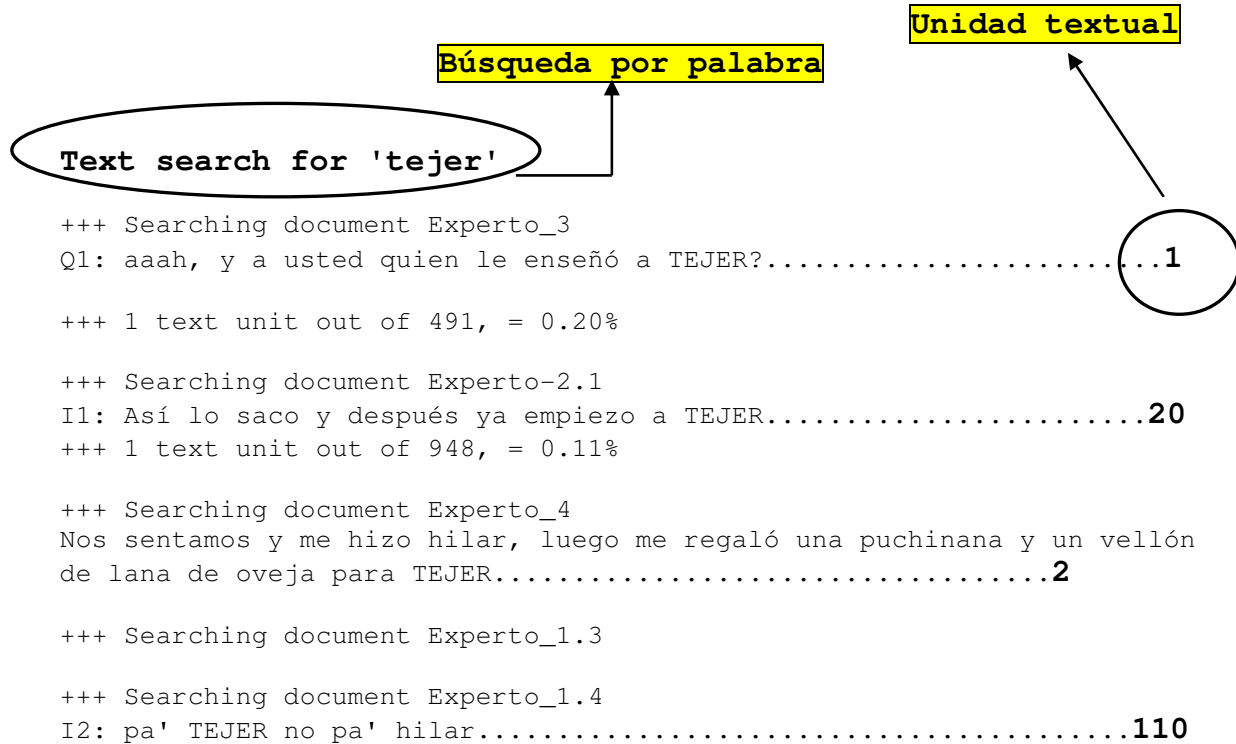 Unidad textual
Búsqueda por palabra
Text search for 'tejer'
+++ Searching document Experto_3
Q1: aaah, y a usted quien le enseñó a TEJER?.........................1
+++ 1 text unit out of 491, = 0.20%
+++ Searching document Experto-2.1
I1: Así lo saco y después ya empiezo a TEJER........................20
+++ 1 text unit out of 948, = 0.11%
+++ Searching document Experto_4
Nos sentamos y me hizo hilar, luego me regaló una puchinana y un vellón
de lana de oveja para TEJER...................................2
+++ Searching document Experto_1.3
+++ Searching document Experto_1.4
I2: pa' TEJER no pa' hilar.........................................110